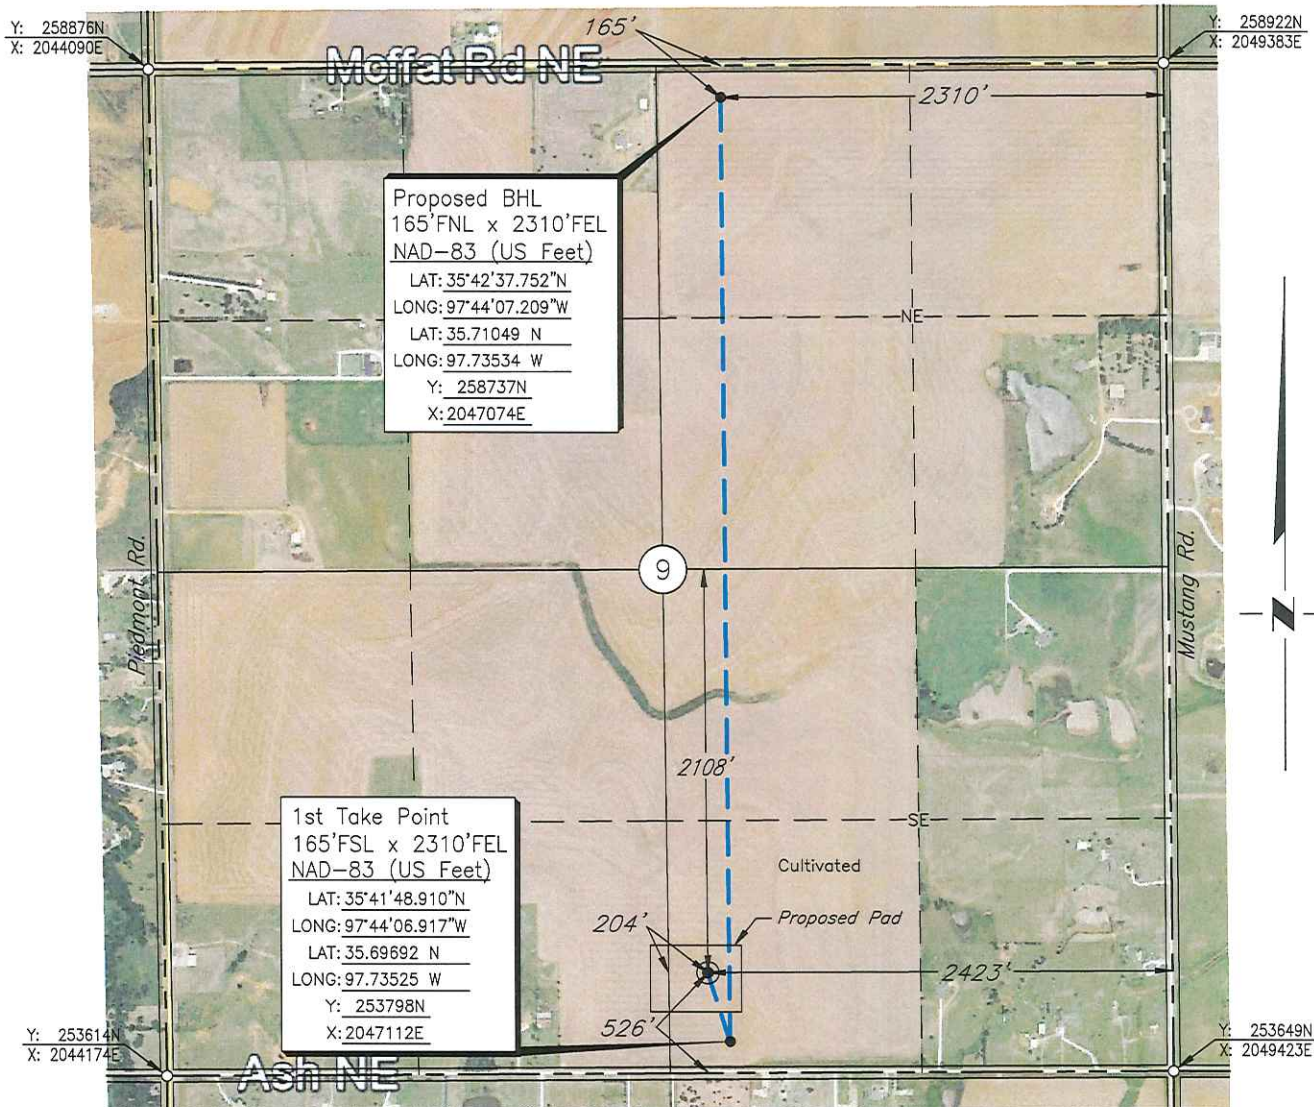 Y: 258876N
X: 2044090E
165'
Y: 258922N
X: 2049383E
Moffat Rd NE
2310'
Proposed BHL
165'FNL x 2310'FEL
NAD-83 (US Feet)
LAT: 35°42'37.752"N
LONG: 97°44'07.209"W
LAT: 35.71049 N
LONG: 97.73534 W
Y: 258737N
X: 2047074E
NE
Piedmont Rd.
9
Mustang Rd.
N
2108'
1st Take Point
165'FSL x 2310'FEL
NAD-83 (US Feet)
LAT: 35°41'48.910"N
LONG: 97°44'06.917"W
LAT: 35.69692 N
LONG: 97.73525 W
Y: 253798N
X: 2047112E
SE
Cultivated
Proposed Pad
204'
2423'
526'
Y: 253614N
X: 2044174E
Y: 253649N
X: 2049423E
Ash NE